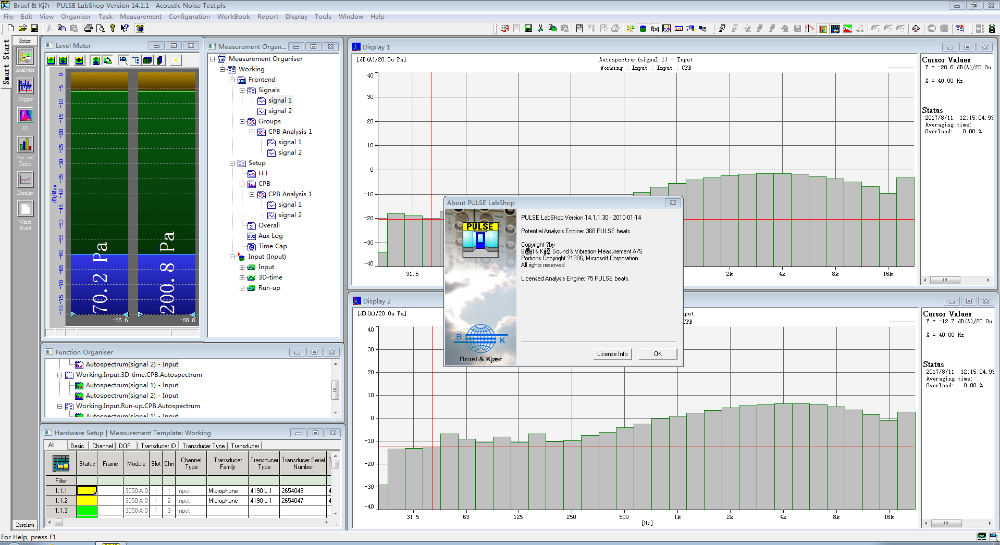 Brüel & Kj?r - PULSE LabShop Version 14.1.1 - Acoustic Noise Test.pls
File Edit View Organiser Task Measurement Configuration WorkBook Report Display Tools Window Help
Smart Start
Setup
Analyses
Trigger
3D
Aux and
Tacho
Display
White
Board
Displays
Level Meter
dB/Max
0
-5
-10
-15
-20
-25
-30
-35
-40
-45
-50
-55
-60
-65
-70
-75
-80
70.2 Pa
200.8 Pa
-86.6
-88.8
Measurement Organ...
Measurement Organiser
Working
Frontend
Signals
signal 1
signal 2
Groups
CPB Analysis 1
signal 1
signal 2
Setup
FFT
CPB
CPB Analysis 1
signal 1
signal 2
Overall
Aux Log
Time Cap
Input (Input)
Input
3D-time
Run-up
Function Organiser
Autospectrum(signal 2) - Input
Working.Input.3D-time.CPB.Autospectrum
Autospectrum(signal 1) - Input
Autospectrum(signal 2) - Input
Working.Input.Run-up.CPB.Autospectrum
Autospectrum(signal 1) - Input
Hardware Setup | Measurement Template: Working
All Basic Channel DOF Transducer ID Transducer Type Transducer
Status Frame Module Slot Chn Channel Type Transducer Family Transducer Type Transducer Serial Number T
Filter
1.1.1 3050-A-0 1 1 Input Microphone 4190 L 1 2654048 4
1.1.2 3050-A-0 1 2 Input Microphone 4190 L 1 2654047 4
1.1.3 3050-A-0 1 3 Input
Display 1
[dB(A)/20.0u Pa]
Autospectrum(signal 1) - Input
Working : Input : Input : CPB
40
30
20
10
0
-10
-20
-30
-40
31.5 2k 4k 8k 16k
Cursor Values
Y = -20.6 dB(A)/20.0u
X = 40.00 Hz
Status
2017/8/11 12:15:04.93
Averaging time:
Overload: 0.00 %
About PULSE LabShop
PULSE
PULSE LabShop Version 14.1.1.30 - 2010-01-14
Potential Analysis Engine: 368 PULSE beats
Copyright ?by
Sound & Vibration Measurement A/S
Portions Copyright ?1996, Microsoft Corporation.
All rights reserved
Licensed Analysis Engine: 75 PULSE beats.
B K
Brüel & Kjær
License Info OK
Display 2
[dB(A)/20.0u Pa]
nput
CPB
40
30
20
10
0
-10
-20
-30
-40
31.5 63 125 250 500 1k 2k 4k 8k 16k
[Hz]
Cursor Values
Y = -12.7 dB(A)/20.0u
X = 40.00 Hz
Status
2017/8/11 12:15:04.93
Averaging time:
Overload: 0.00 %
For Help, press F1